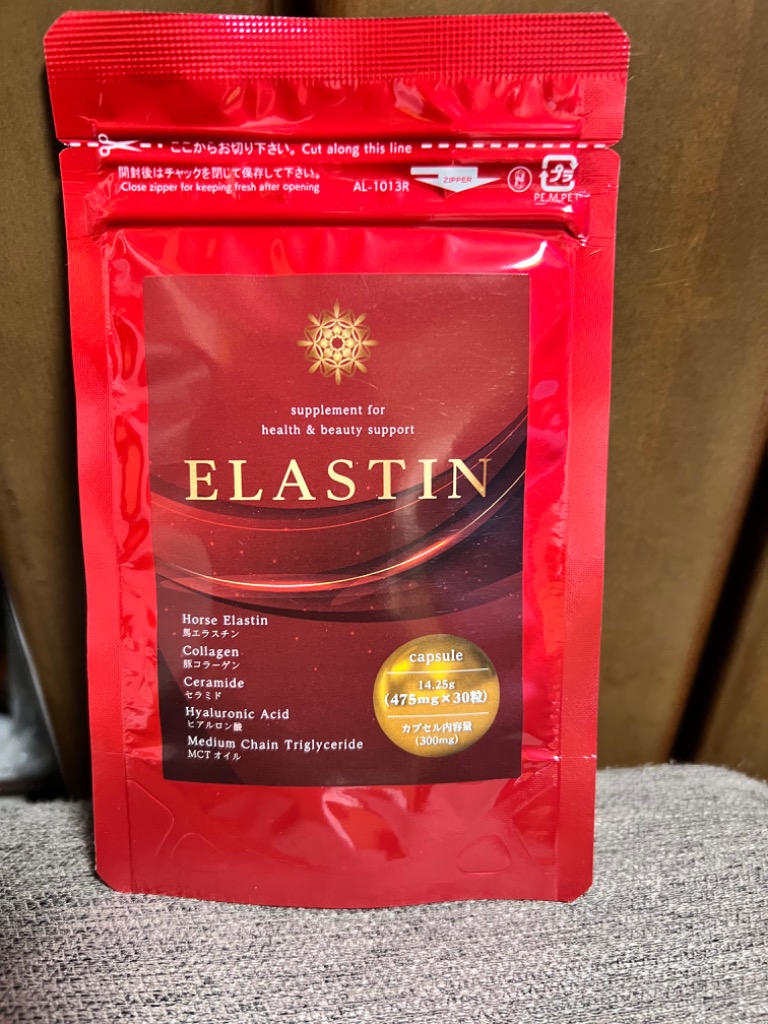 ここからお切り下さい。Cut along this line
開封後はチャックを閉じて保存して下さい。
Close zipper for keeping fresh after opening
AL-1013R
ZIPPER
プラ
PE,M,PET
supplement for
health & beauty support
ELASTIN
Horse Elastin
馬エラスチン
Collagen
豚コラーゲン
Ceramide
セラミド
Hyaluronic Acid
ヒアルロン酸
Medium Chain Triglyceride
MCT オイル
capsule
14.25g
(475mg×30粒)
カプセル内容量
(300mg)